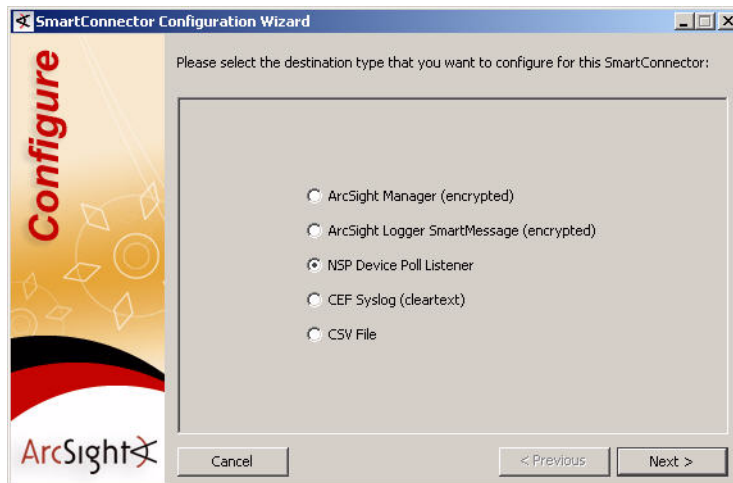 SmartConnector Configuration Wizard
Configure
Please select the destination type that you want to configure for this SmartConnector:
ArcSight Manager (encrypted)
ArcSight Logger SmartMessage (encrypted)
NSP Device Poll Listener
CEF Syslog (cleartext)
CSV File
ArcSight
Cancel
< Previous
Next >